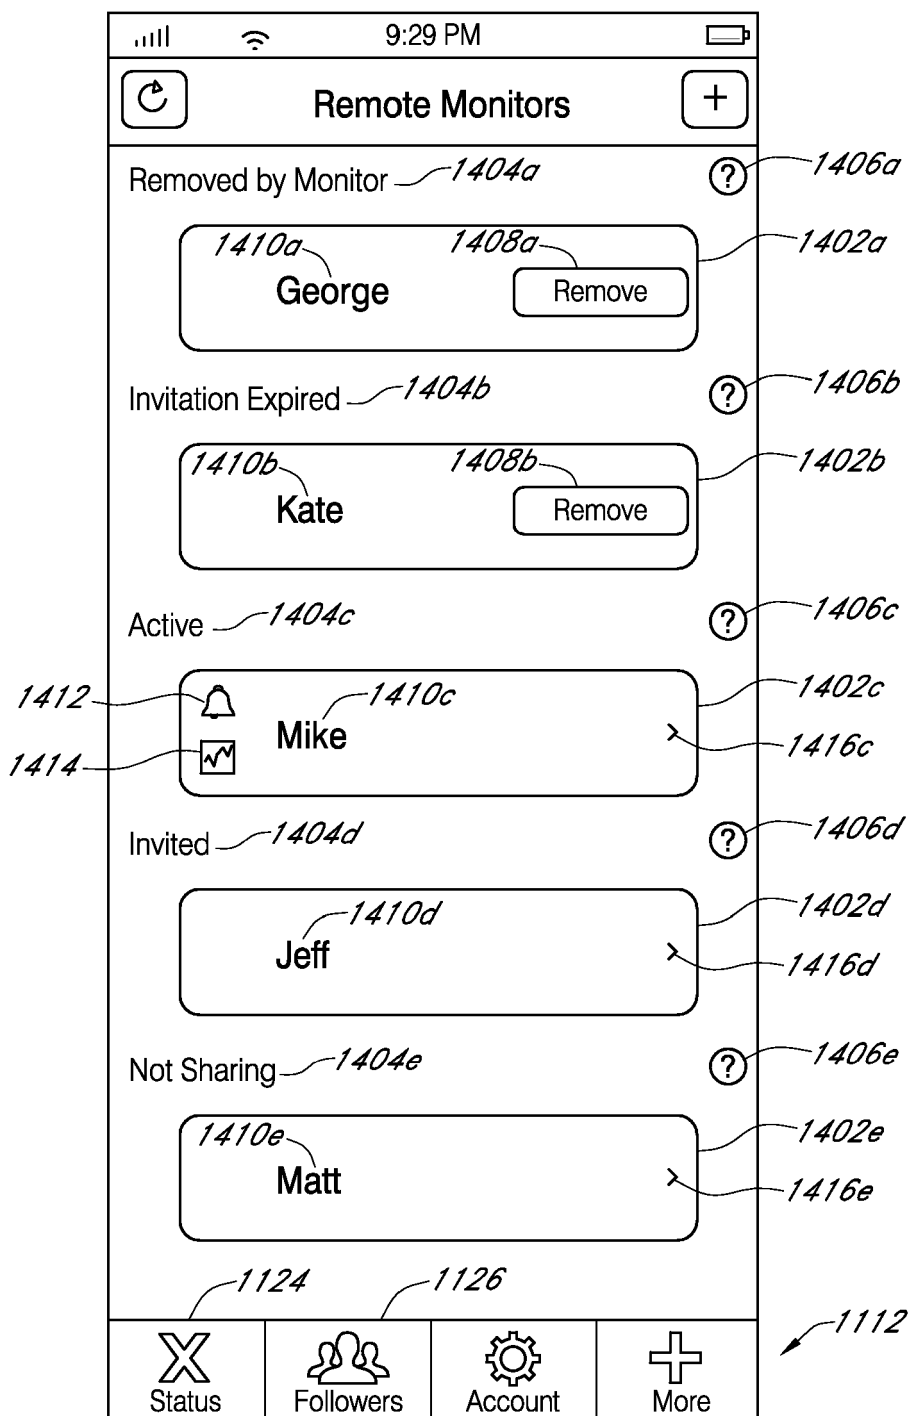 9:29 PM
Remote Monitors +
Removed by Monitor 1404a ? 1406a
1410a 1408a 1402a
George Remove
Invitation Expired 1404b ? 1406b
1410b 1408b 1402b
Kate Remove
Active 1404c ? 1406c
1412 1410c 1402c
Mike > 1416c
1414
Invited 1404d ? 1406d
1410d 1402d
Jeff > 1416d
Not Sharing 1404e ? 1406e
1410e 1402e
Matt > 1416e
1124 1126
1112
Status Followers Account More